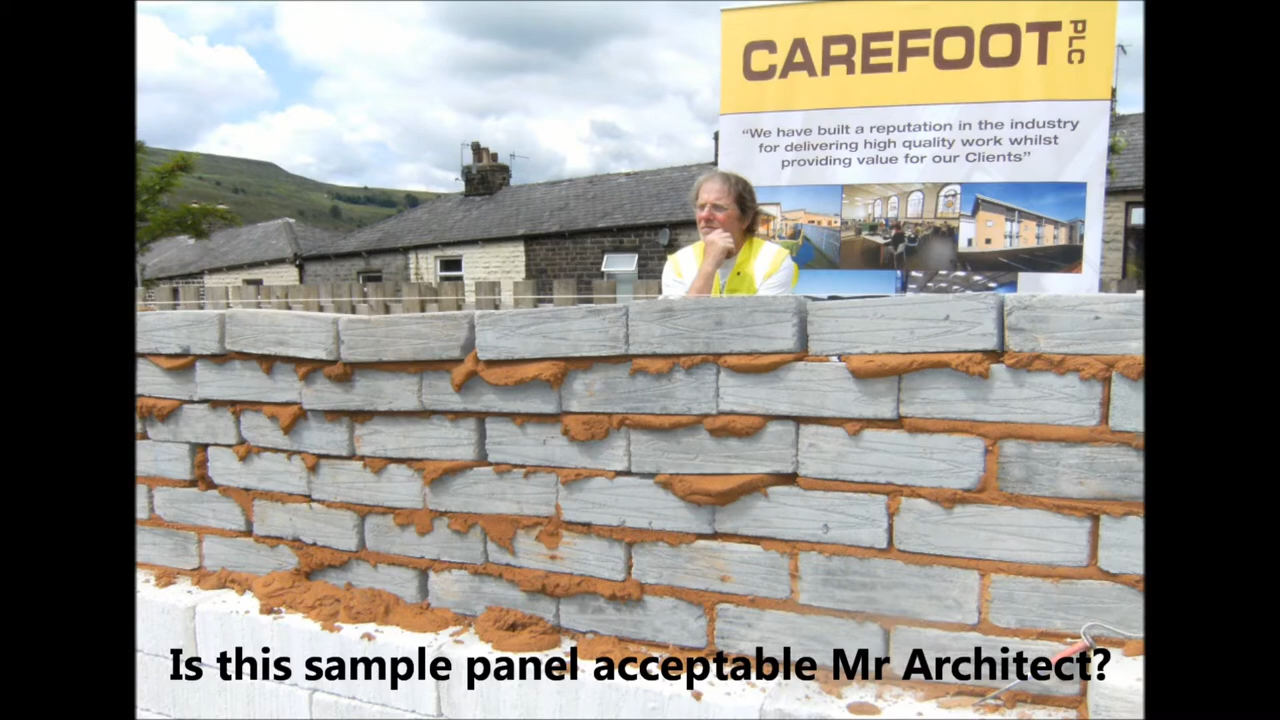 CAREFOOT PLC
“We have built a reputation in the industry
for delivering high quality work whilst
providing value for our Clients”
Is this sample panel acceptable Mr Architect?